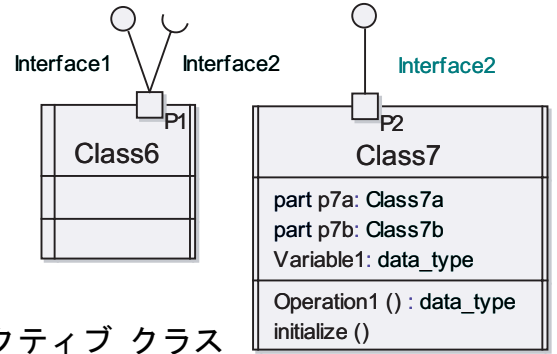 Interface1
Interface2
Interface2
P1
P2
Class6
Class7
part p7a: Class7a
part p7b: Class7b
Variable1: data_type
Operation1 () : data_type
initialize ()
クティブ クラス